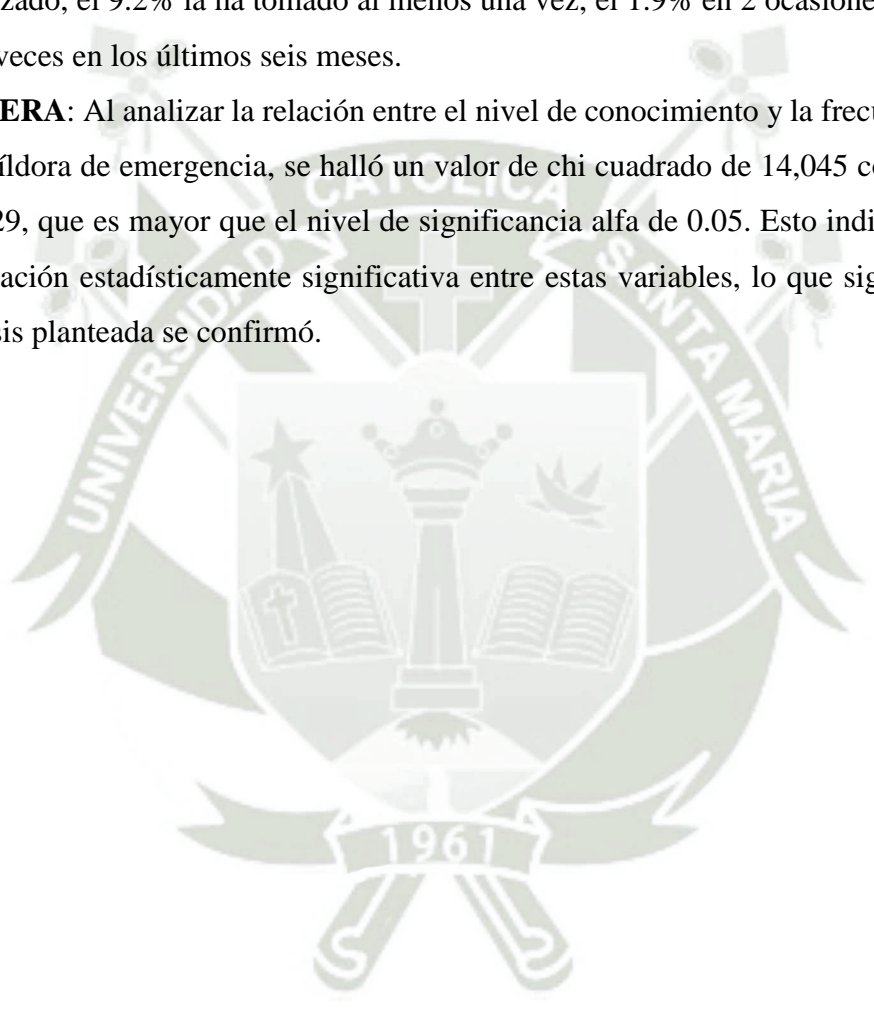 zado, el 9.2% la ha tomado al menos una vez, el 1.9% en 2 ocasione
veces en los últimos seis meses.
ERA: Al analizar la relación entre el nivel de conocimiento y la frecu
íldora de emergencia, se halló un valor de chi cuadrado de 14,045 c
29, que es mayor que el nivel de significancia alfa de 0.05. Esto indi
ación estadísticamente significativa entre estas variables, lo que sig
sis planteada se confirmó.
UNIVERSIDAD CATOLICA SANTA MARIA
1961